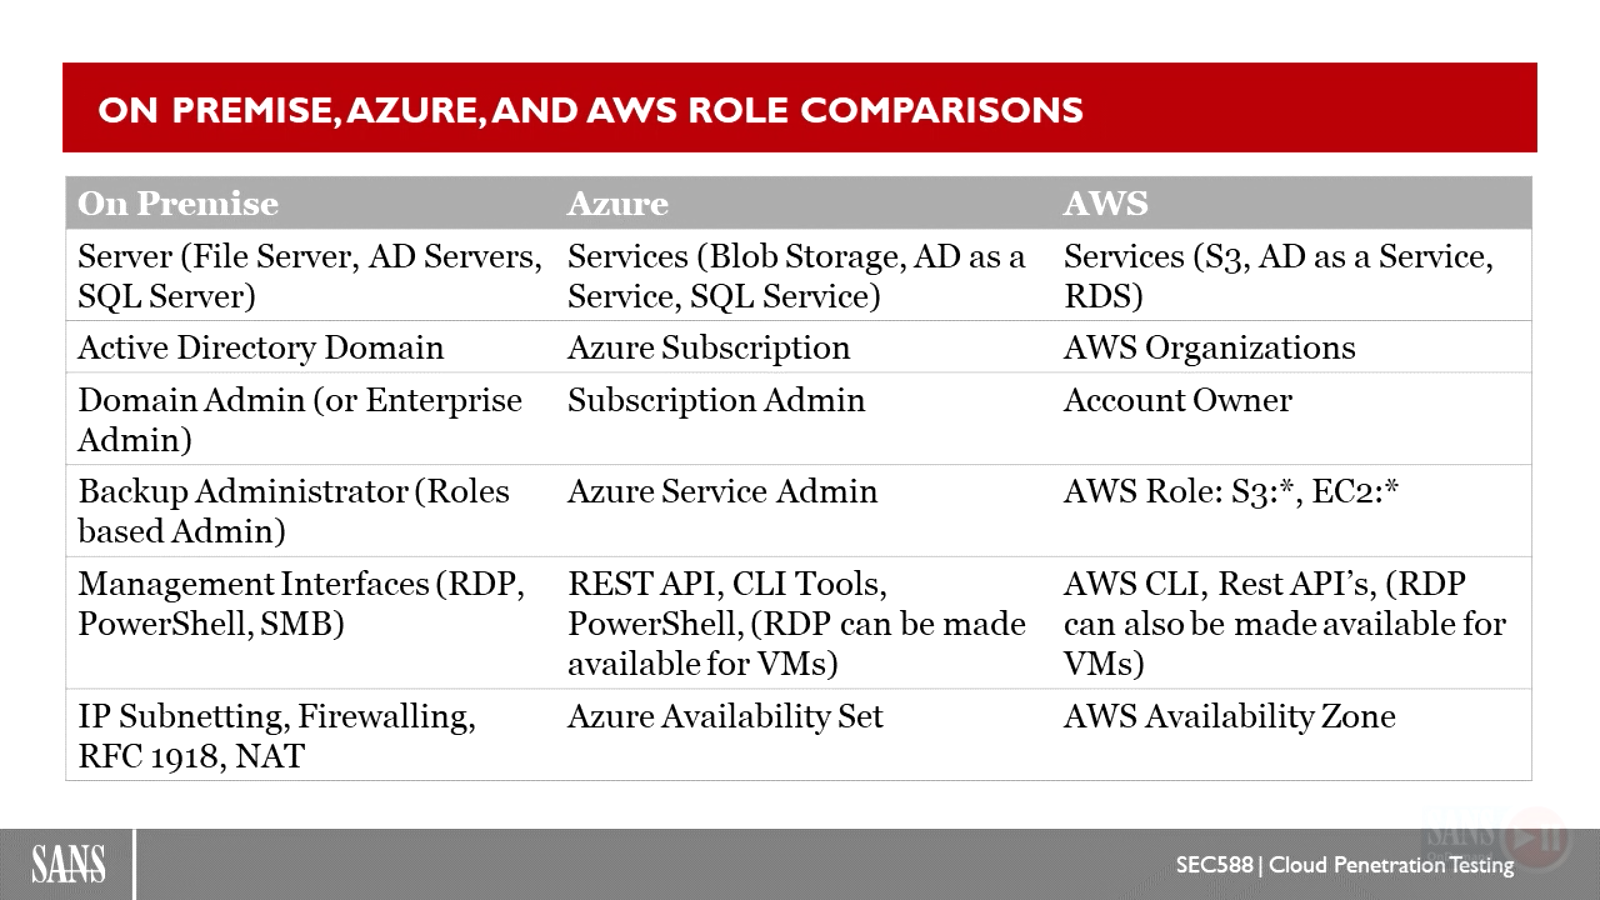 ON PREMISE, AZURE, AND AWS ROLE COMPARISONS
On Premise Azure AWS
Server (File Server, AD Servers, SQL Server)
Services (Blob Storage, AD as a Service, SQL Service)
Services (S3, AD as a Service, RDS)
Active Directory Domain
Azure Subscription
AWS Organizations
Domain Admin (or Enterprise Admin)
Subscription Admin
Account Owner
Backup Administrator (Roles based Admin)
Azure Service Admin
AWS Role: S3:*, EC2:*
Management Interfaces (RDP, PowerShell, SMB)
REST API, CLI Tools, PowerShell, (RDP can be made available for VMs)
AWS CLI, Rest API’s, (RDP can also be made available for VMs)
IP Subnetting, Firewalling, RFC 1918, NAT
Azure Availability Set
AWS Availability Zone
SANS
SANS
SEC588 | Cloud Penetration Testing